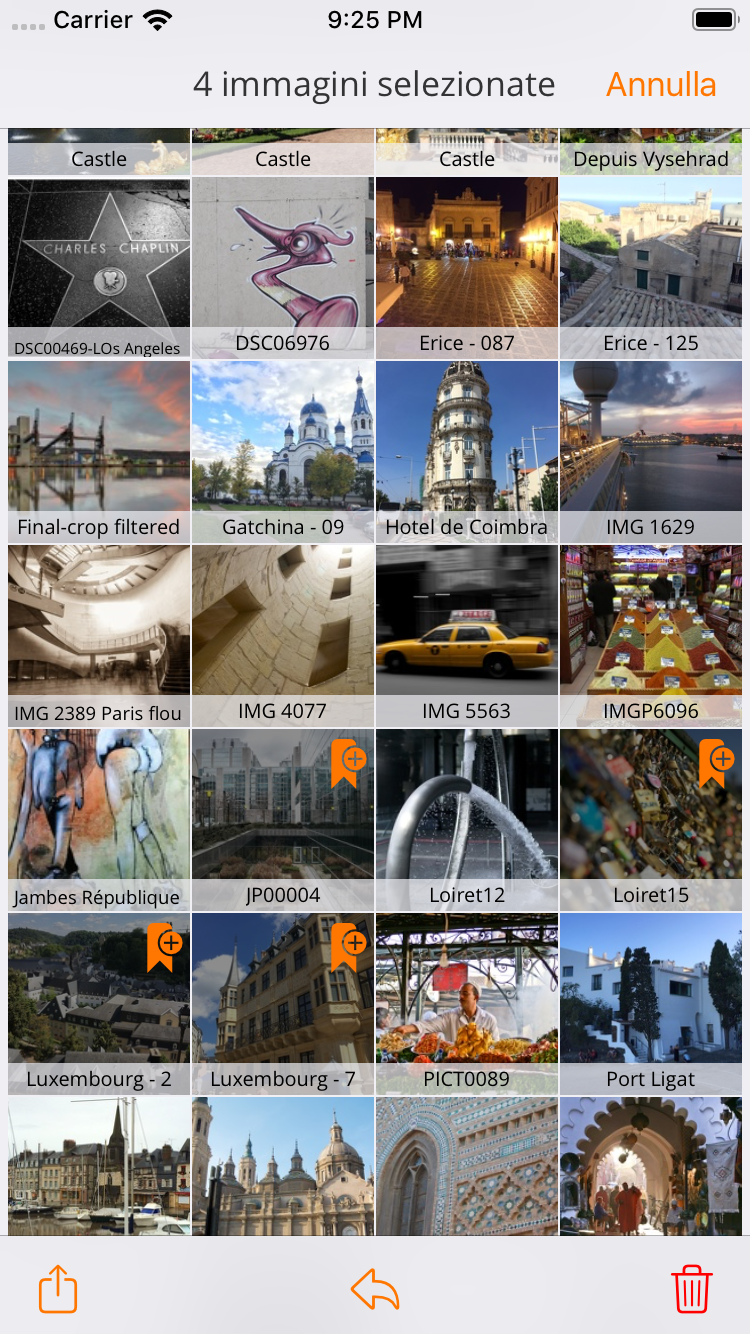 Carrier 9:25 PM
4 immagini selezionate Annulla
Castle Castle Castle Depuis Vysehrad
CHARLES CHAPLIN
DSC00469-LOs Angeles DSC06976 Erice - 087 Erice - 125
Final-crop filtered Gatchina - 09 Hotel de Coimbra IMG 1629
IMG 2389 Paris flou IMG 4077 IMG 5563 IMGP6096
Jambes République JP00004 Loiret12 Loiret15
Luxembourg - 2 Luxembourg - 7 PICT0089 Port Ligat